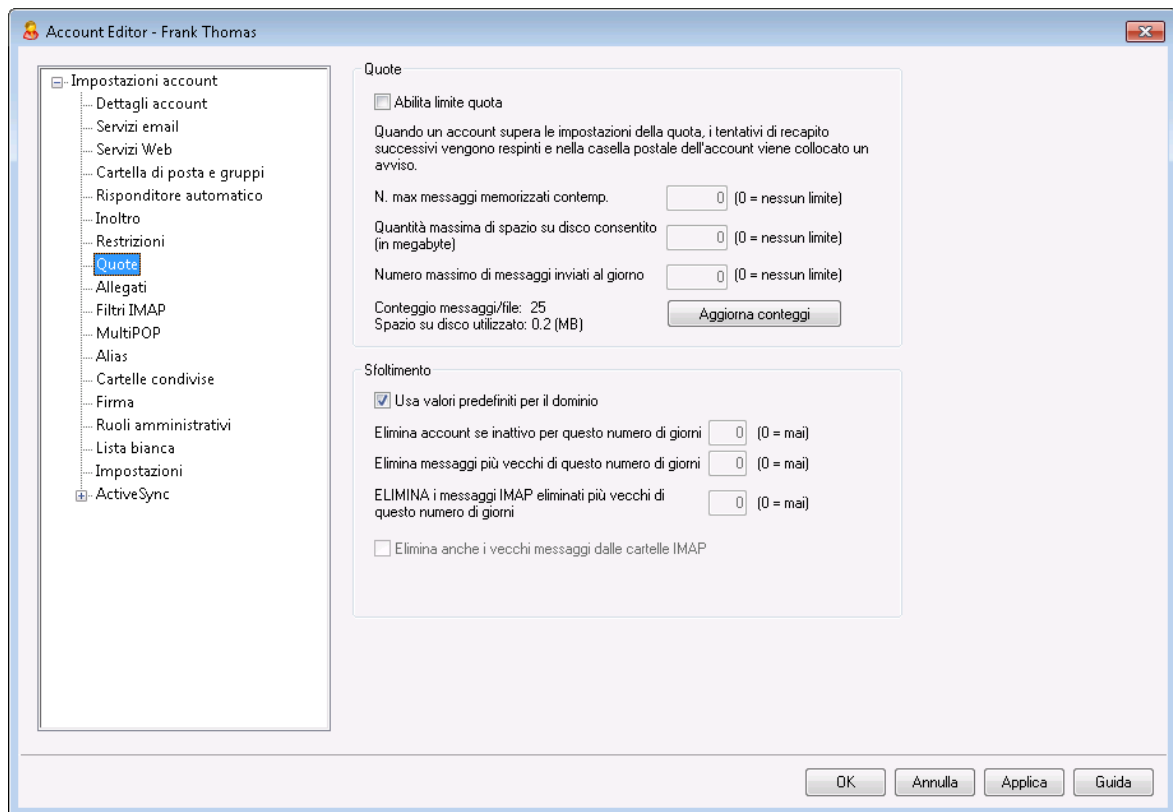 Account Editor - Frank Thomas
Impostazioni account
Dettagli account
Servizi email
Servizi Web
Cartella di posta e gruppi
Risponditore automatico
Inoltro
Restrizioni
Quote
Allegati
Filtri IMAP
MultiPOP
Alias
Cartelle condivise
Firma
Ruoli amministrativi
Lista bianca
Impostazioni
ActiveSync
Quote
Abilita limite quota
Quando un account supera le impostazioni della quota, i tentativi di recapito
successivi vengono respinti e nella casella postale dell'account viene collocato un
avviso.
N. max messaggi memorizzati contemp. 0 (0 = nessun limite)
Quantità massima di spazio su disco consentito
(in megabyte) 0 (0 = nessun limite)
Numero massimo di messaggi inviati al giorno 0 (0 = nessun limite)
Conteggio messaggi/file: 25
Spazio su disco utilizzato: 0.2 (MB)
Aggiorna conteggi
Sfoltimento
Usa valori predefiniti per il dominio
Elimina account se inattivo per questo numero di giorni 0 (0 = mai)
Elimina messaggi più vecchi di questo numero di giorni 0 (0 = mai)
ELIMINA i messaggi IMAP eliminati più vecchi di
questo numero di giorni 0 (0 = mai)
Elimina anche i vecchi messaggi dalle cartelle IMAP
OK Annulla Applica Guida